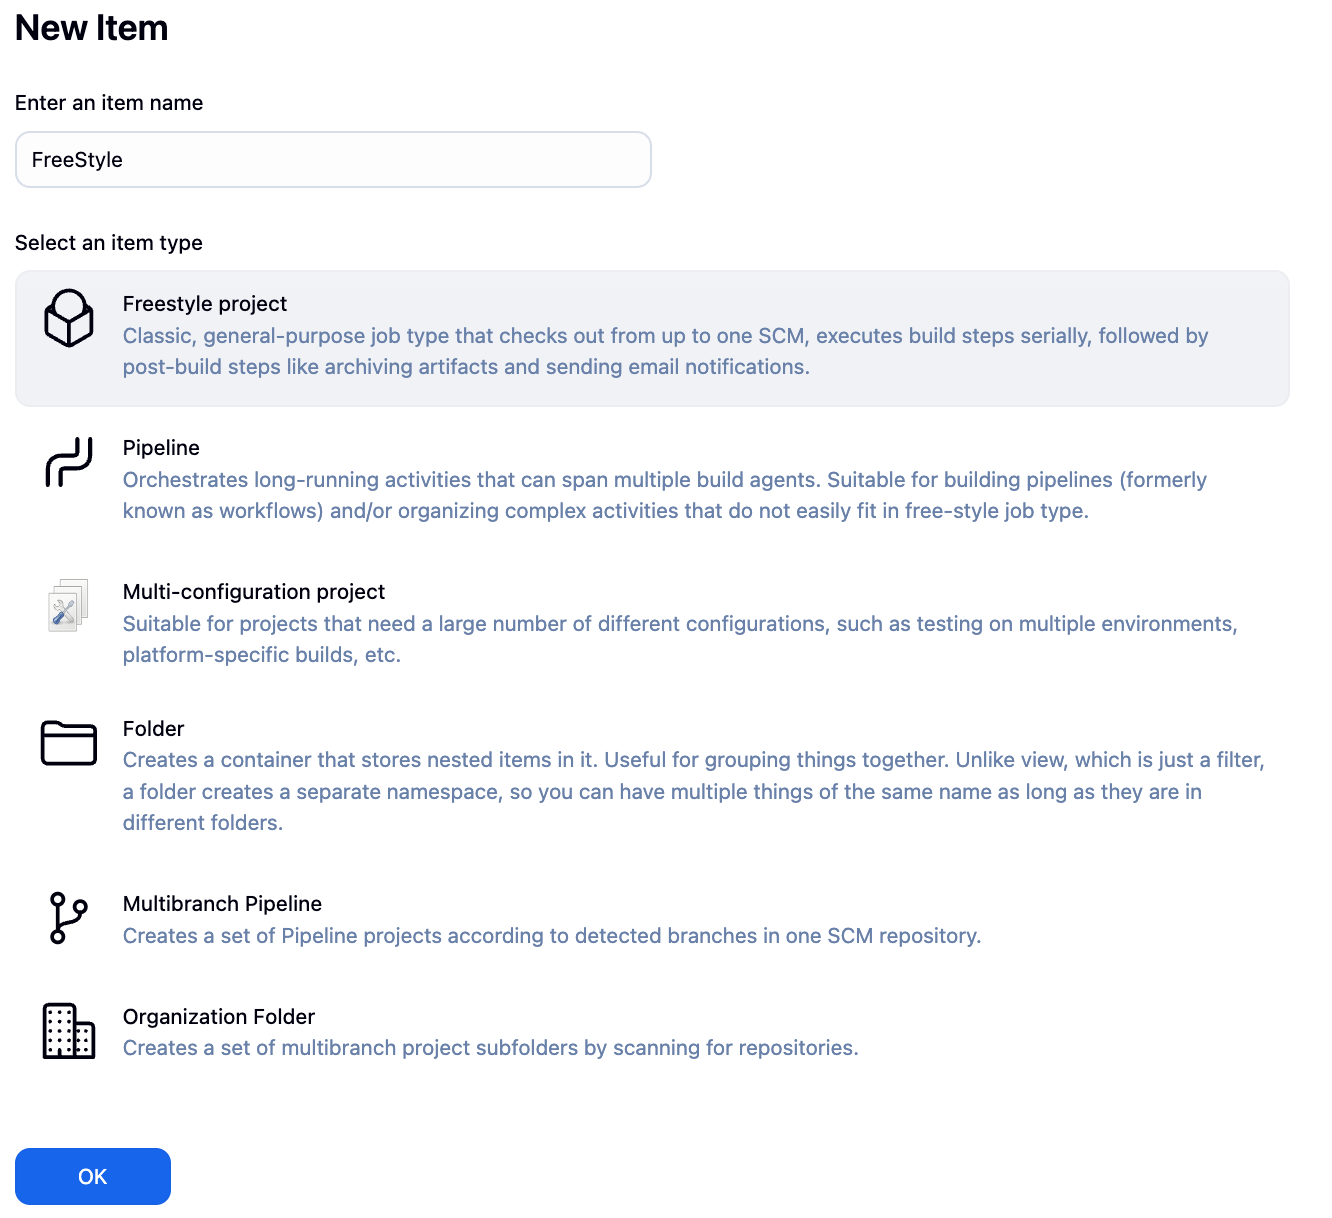 New Item
Enter an item name
FreeStyle
Select an item type
Freestyle project
Classic, general-purpose job type that checks out from up to one SCM, executes build steps serially, followed by
post-build steps like archiving artifacts and sending email notifications.
Pipeline
Orchestrates long-running activities that can span multiple build agents. Suitable for building pipelines (formerly
known as workflows) and/or organizing complex activities that do not easily fit in free-style job type.
Multi-configuration project
Suitable for projects that need a large number of different configurations, such as testing on multiple environments,
platform-specific builds, etc.
Folder
Creates a container that stores nested items in it. Useful for grouping things together. Unlike view, which is just a filter,
a folder creates a separate namespace, so you can have multiple things of the same name as long as they are in
different folders.
Multibranch Pipeline
Creates a set of Pipeline projects according to detected branches in one SCM repository.
Organization Folder
Creates a set of multibranch project subfolders by scanning for repositories.
OK